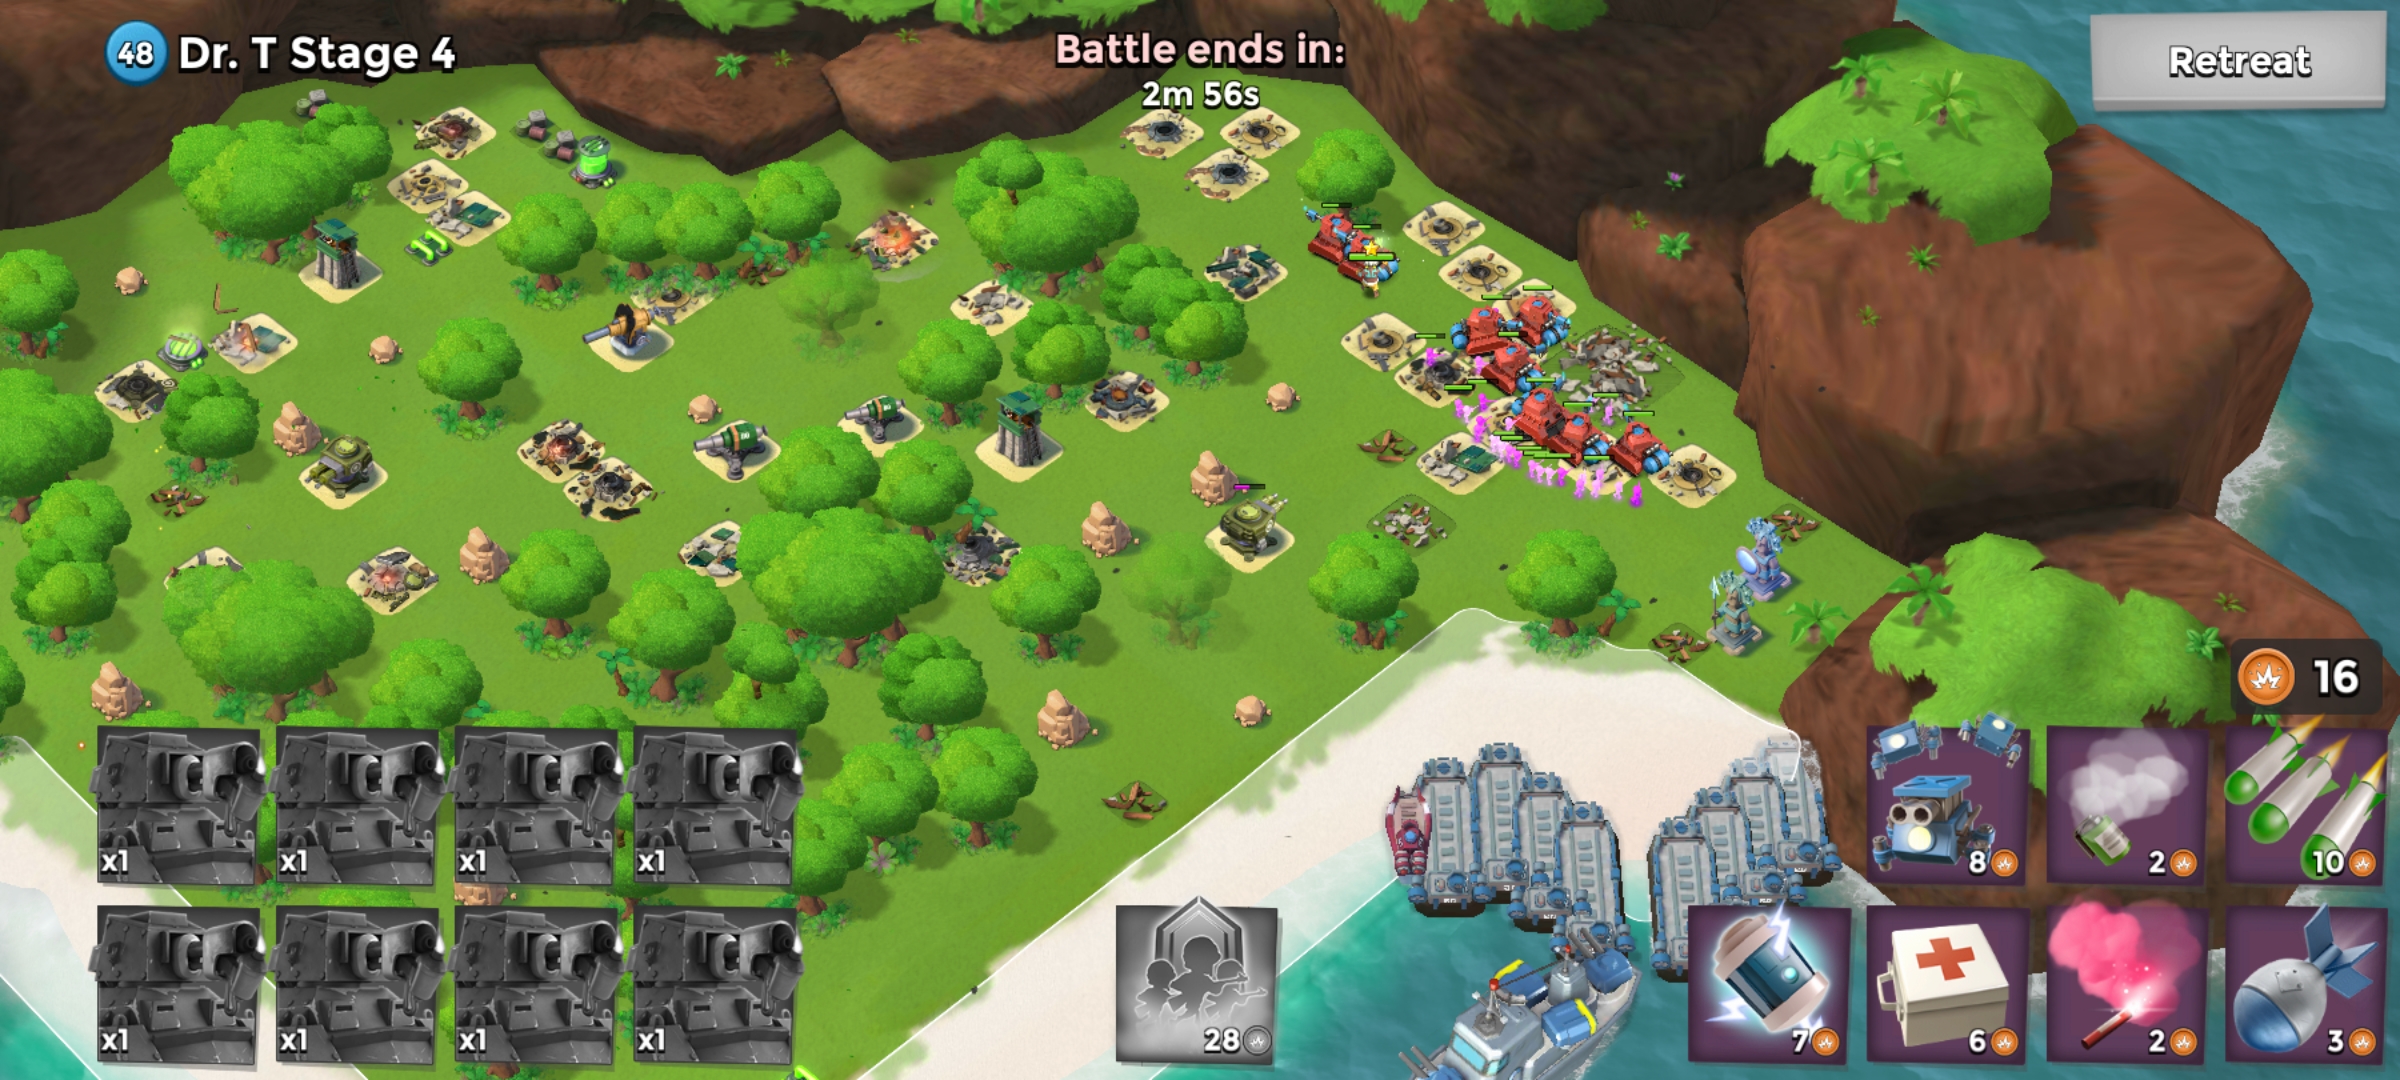 48 Dr. T Stage 4
Battle ends in:
2m 56s
Retreat
16
x1 x1 x1 x1
8 2 10
x1 x1 x1 x1
28 7 6 2 3